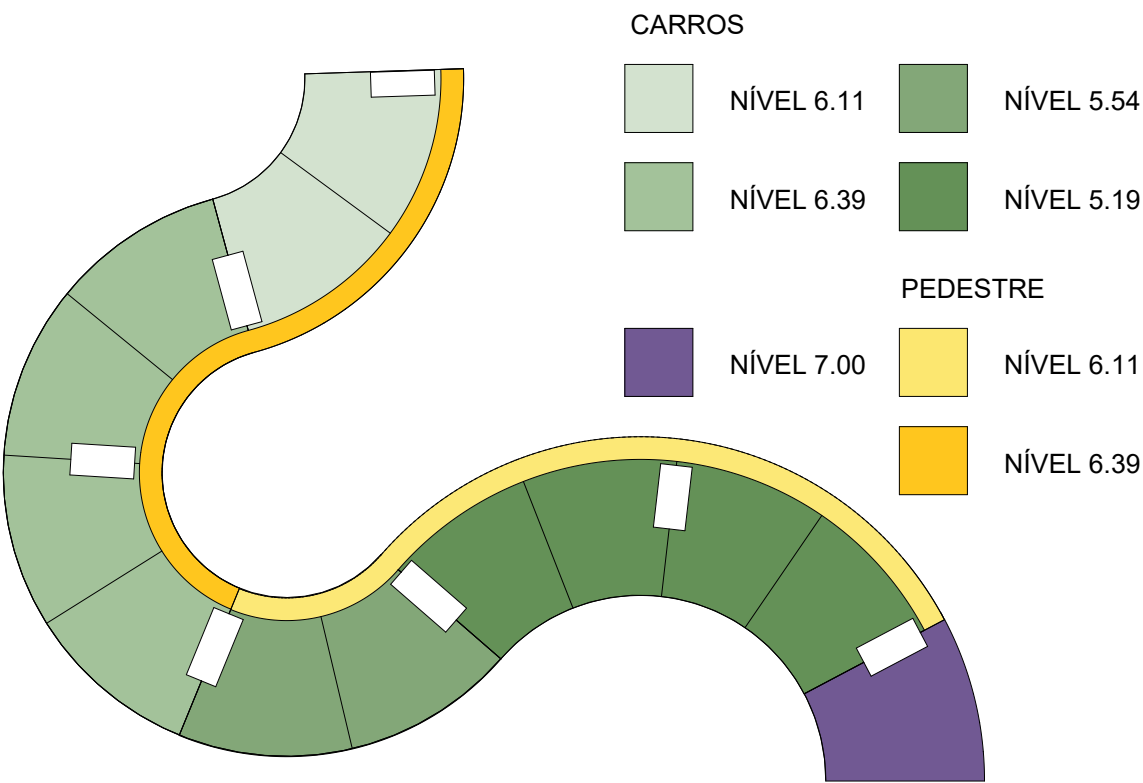 CARROS
NÍVEL 6.11
NÍVEL 5.54
NÍVEL 6.39
NÍVEL 5.19
PEDESTRE
NÍVEL 7.00
NÍVEL 6.11
NÍVEL 6.39